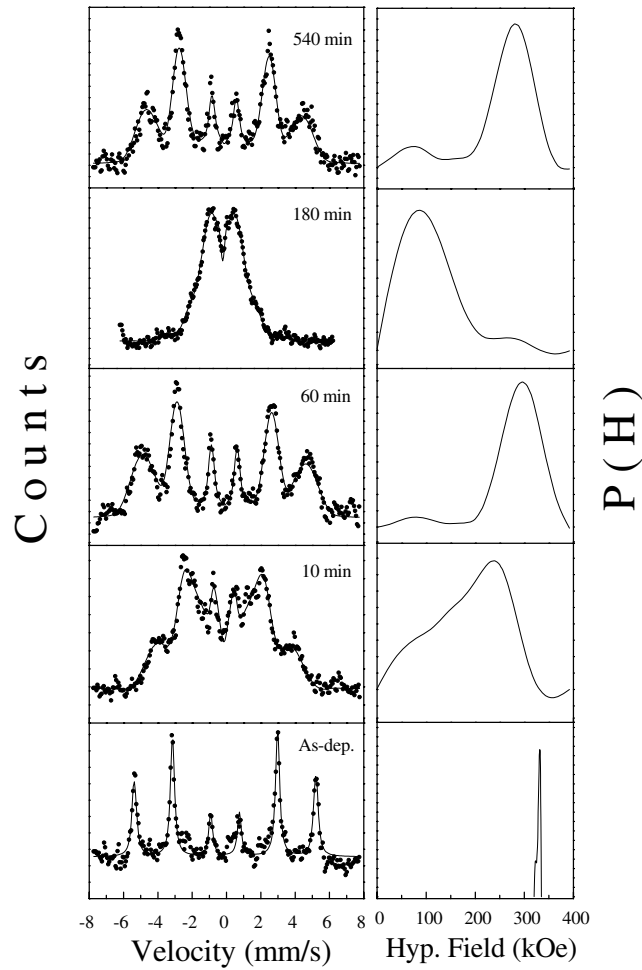 540 min
180 min
60 min
10 min
As-dep.
Counts
P(H)
-8 -6 -4 -2 0 2 4 6 8
0 100 200 300 400
Velocity (mm/s)
Hyp. Field (kOe)